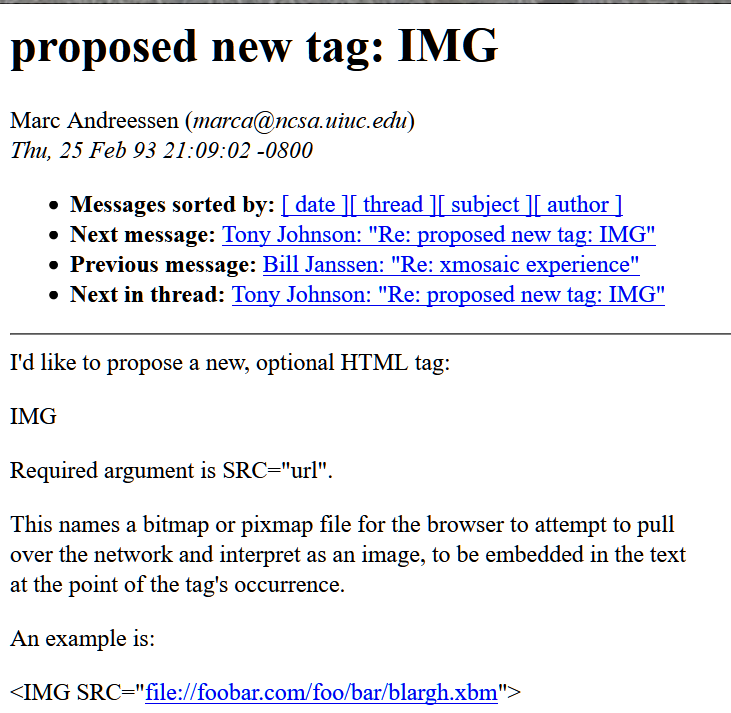 proposed new tag: IMG
Marc Andreessen (marca@ncsa.uiuc.edu)
Thu, 25 Feb 93 21:09:02 -0800
Messages sorted by: [ date ][ thread ][ subject ][ author ]
Next message: Tony Johnson: "Re: proposed new tag: IMG"
Previous message: Bill Janssen: "Re: xmosaic experience"
Next in thread: Tony Johnson: "Re: proposed new tag: IMG"
I'd like to propose a new, optional HTML tag:
IMG
Required argument is SRC="url".
This names a bitmap or pixmap file for the browser to attempt to pull
over the network and interpret as an image, to be embedded in the text
at the point of the tag's occurrence.
An example is:
<IMG SRC="file://foobar.com/foo/bar/blargh.xbm">